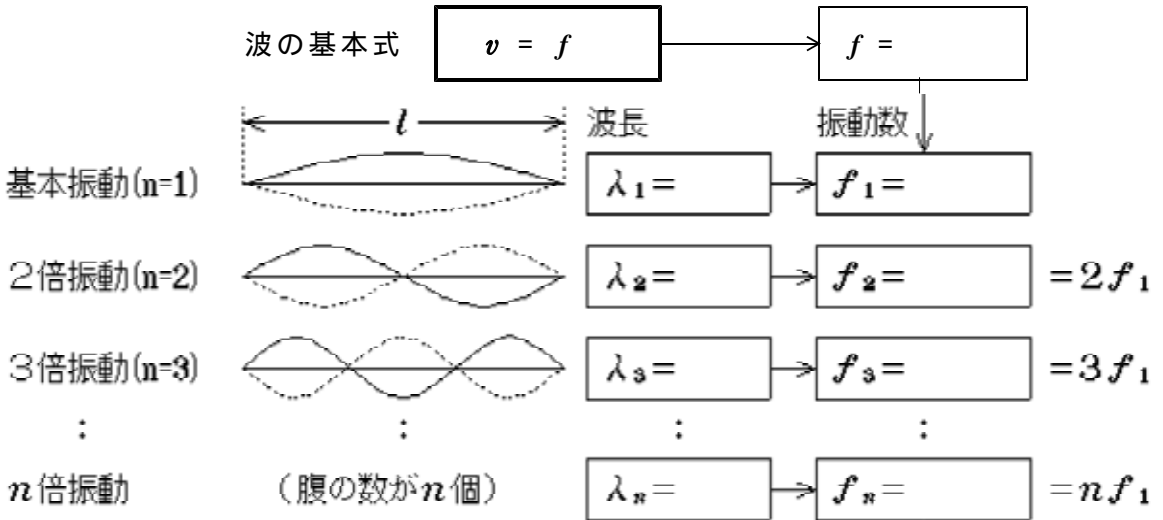 波の基本式 v = f f =
l 波長 振動数
基本振動(n=1) λ₁= f₁=
2倍振動(n=2) λ₂= f₂= =2f₁
3倍振動(n=3) λ₃= f₃= =3f₁
: : : :
n倍振動 (腹の数がn個) λₙ= fₙ= =nf₁